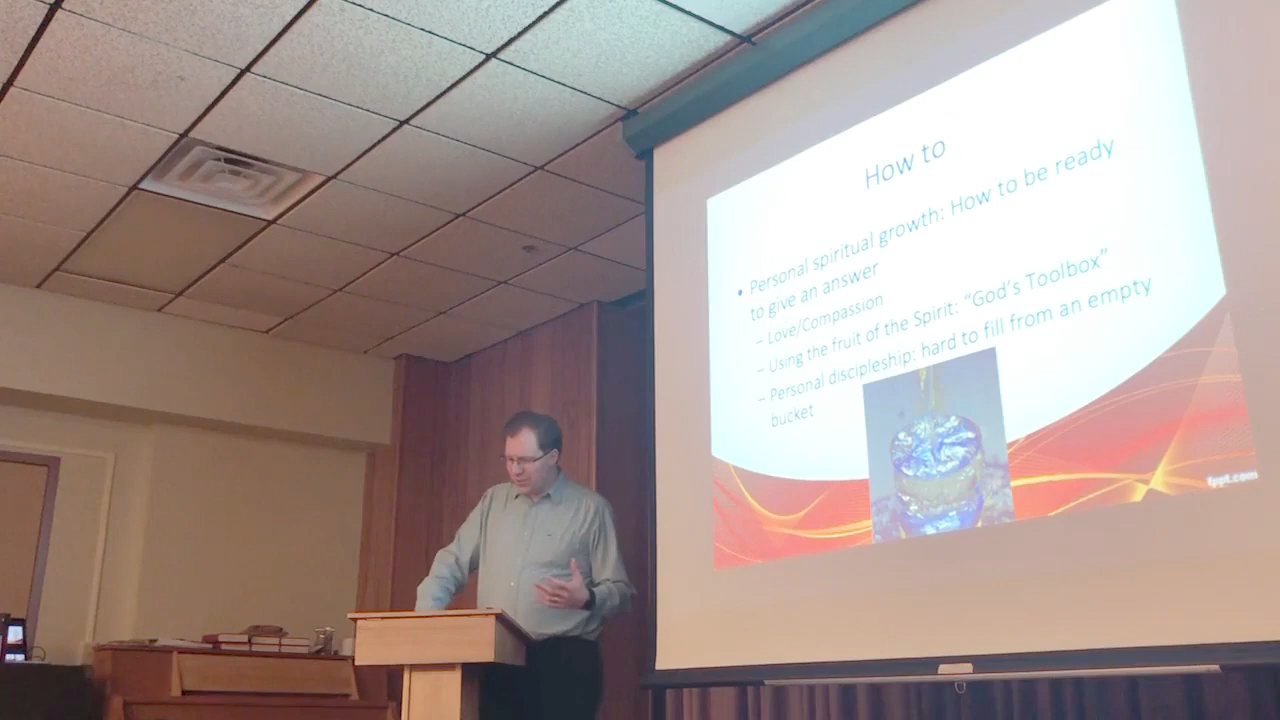 How to
• Personal spiritual growth: How to be ready
to give an answer
– Love/Compassion
– Using the fruit of the Spirit: “God’s Toolbox”
– Personal discipleship: hard to fill from an empty
bucket
fppt.com